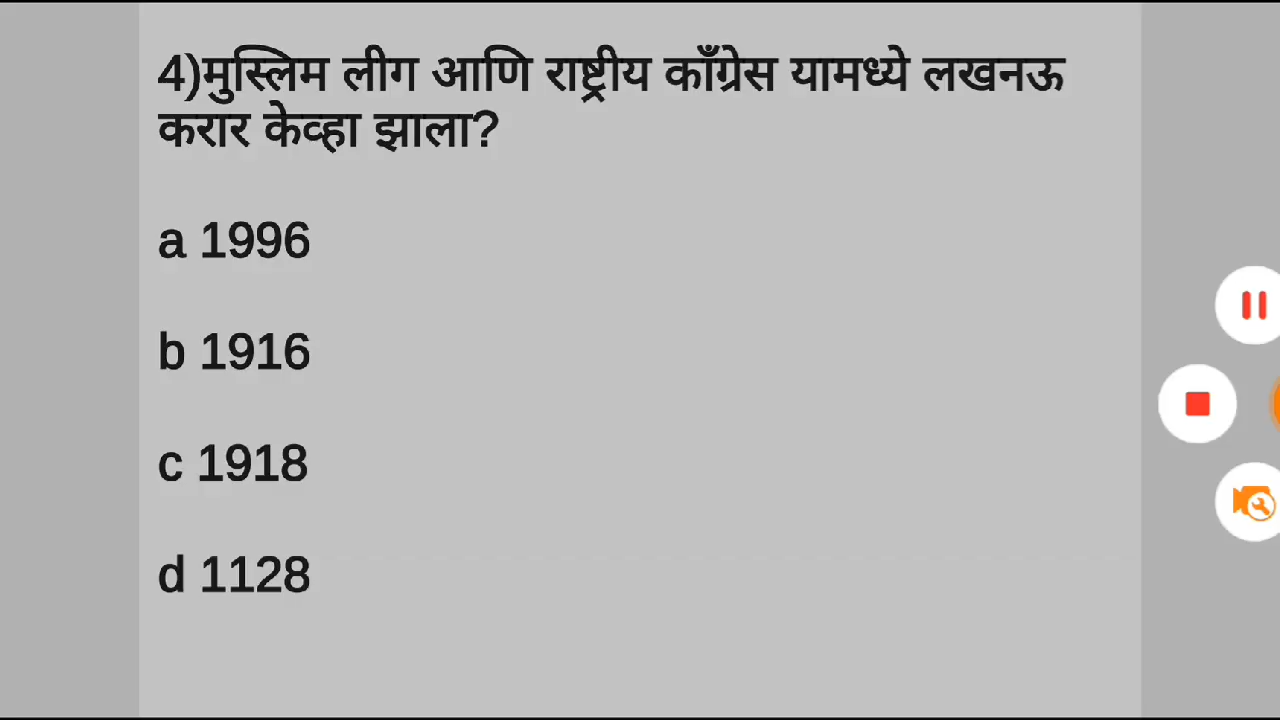 4)मुस्लिम लीग आणि राष्ट्रीय काँग्रेस यामध्ये लखनऊ
करार केव्हा झाला?
a 1996
b 1916
c 1918
d 1128